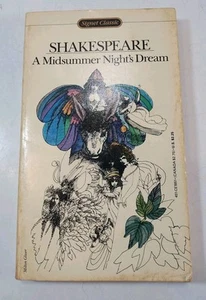 Signet Classic
SHAKESPEARE
A Midsummer Night's Dream